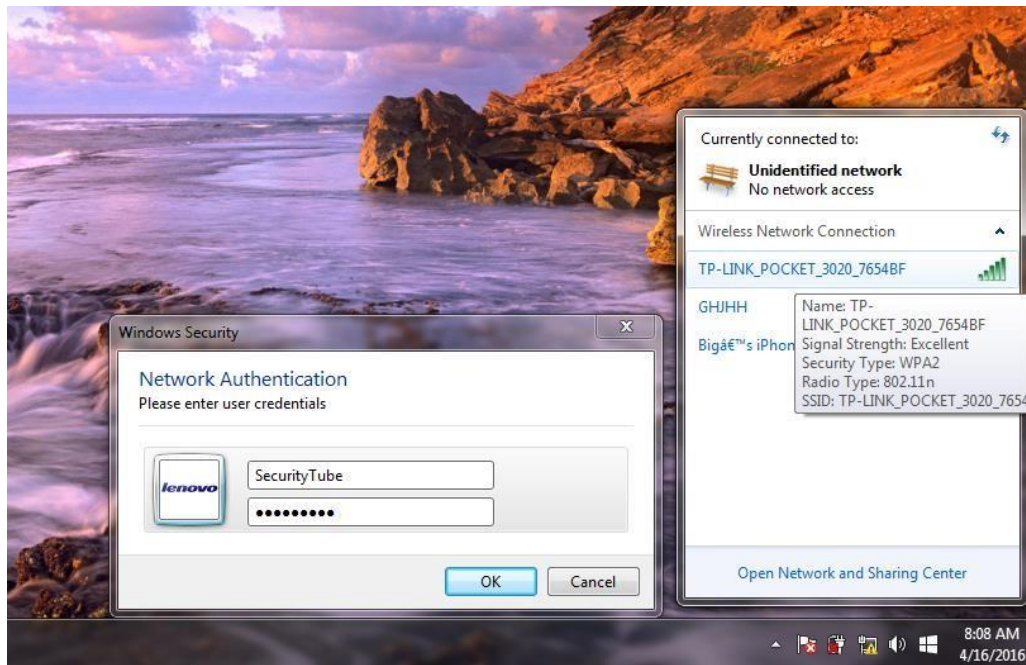 Currently connected to:
Unidentified network
No network access
Wireless Network Connection
TP-LINK_POCKET_3020_7654BF
GHJHH
Bigâ€™s iPhon
Name: TP-
LINK_POCKET_3020_7654BF
Signal Strength: Excellent
Security Type: WPA2
Radio Type: 802.11n
SSID: TP-LINK_POCKET_3020_7654
Open Network and Sharing Center
Windows Security
Network Authentication
Please enter user credentials
lenovo
SecurityTube
●●●●●●●●●
OK
Cancel
8:08 AM
4/16/2016